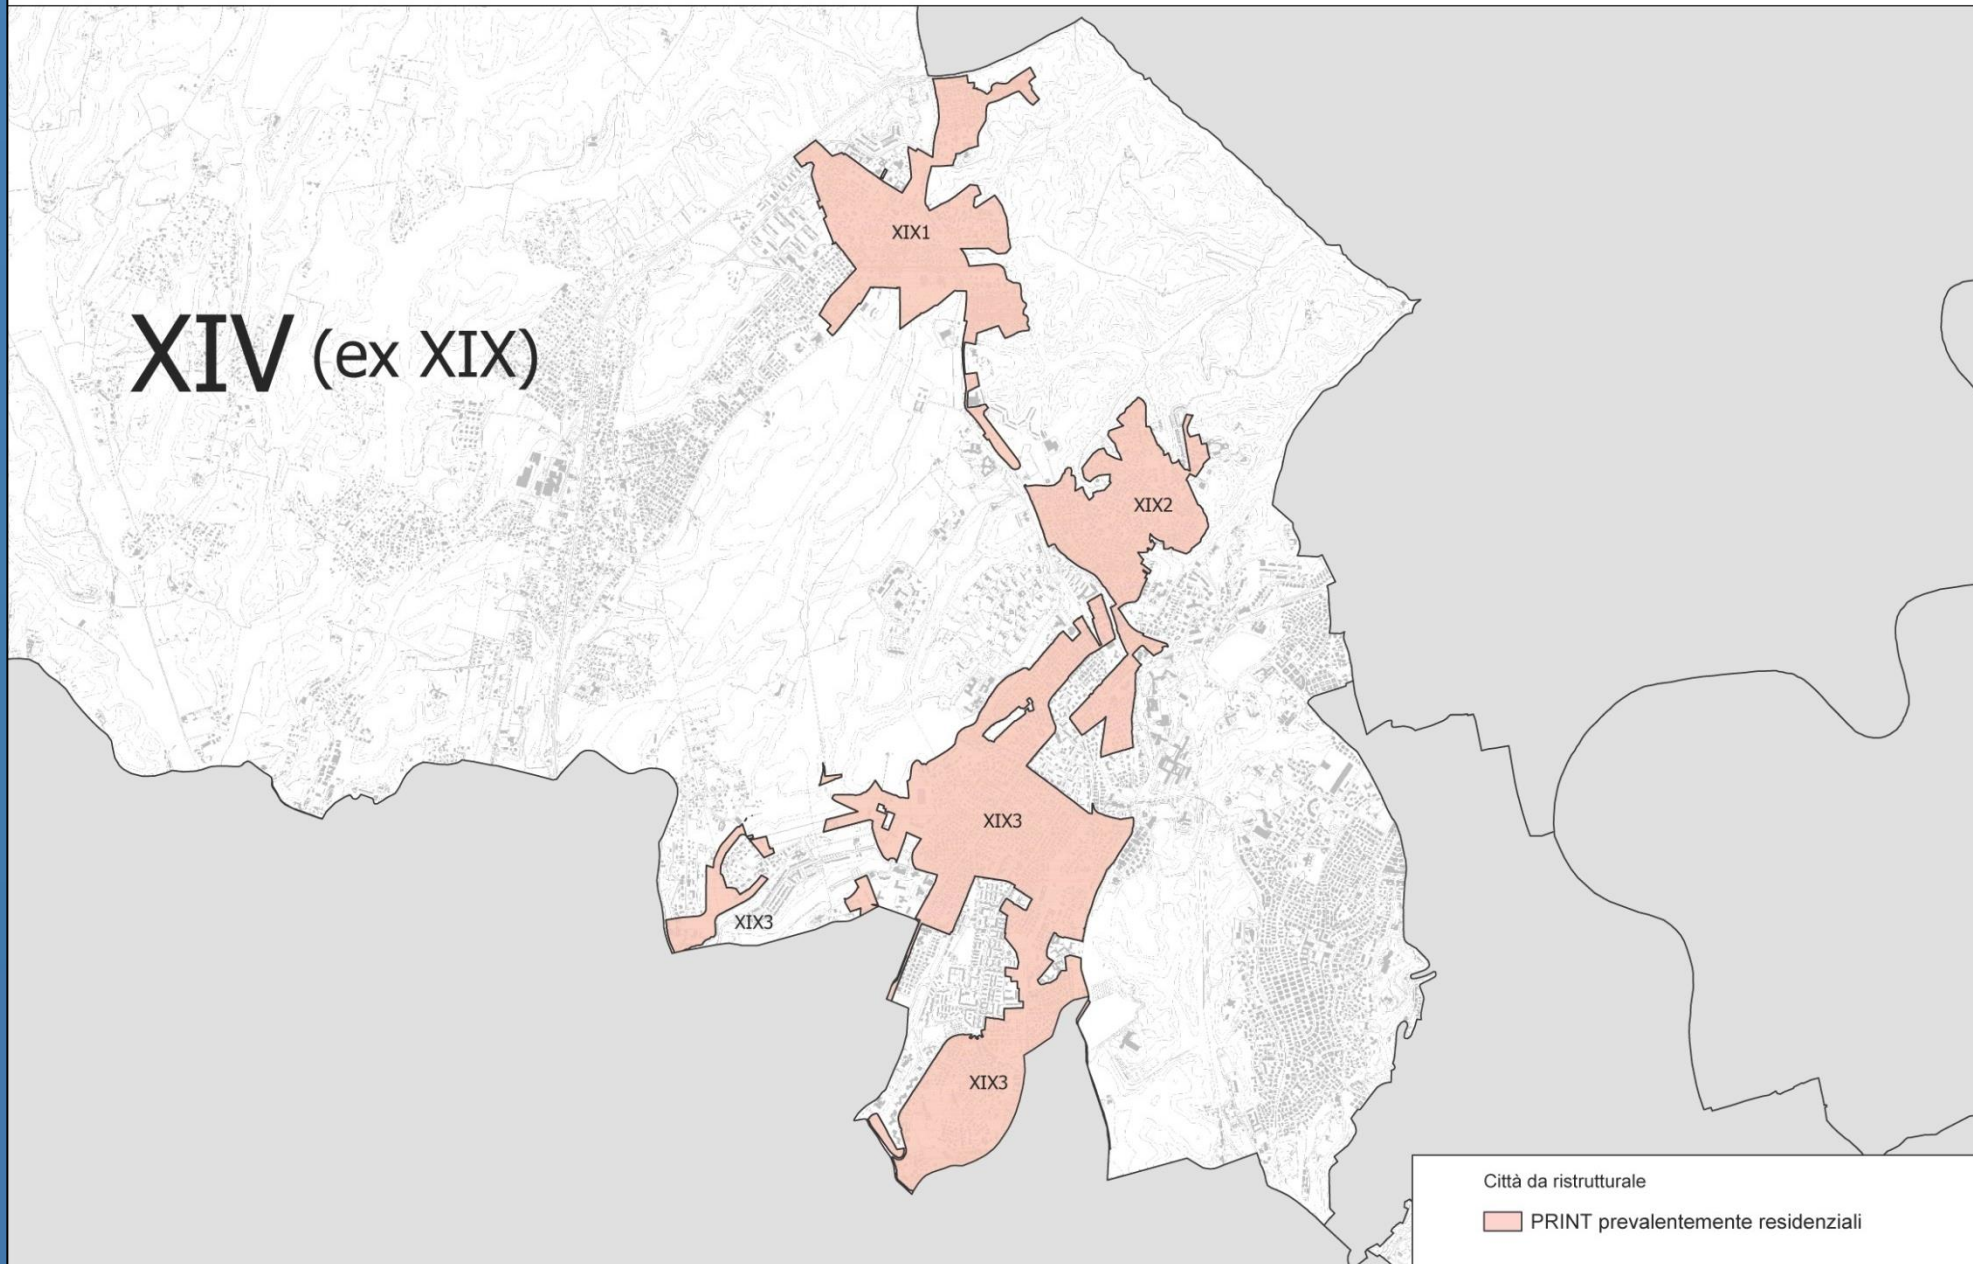 XIX1
XIV (ex XIX)
XIX2
XIX3
XIX3
XIX3
Città da ristrutturale
PRINT prevalentemente residenziali